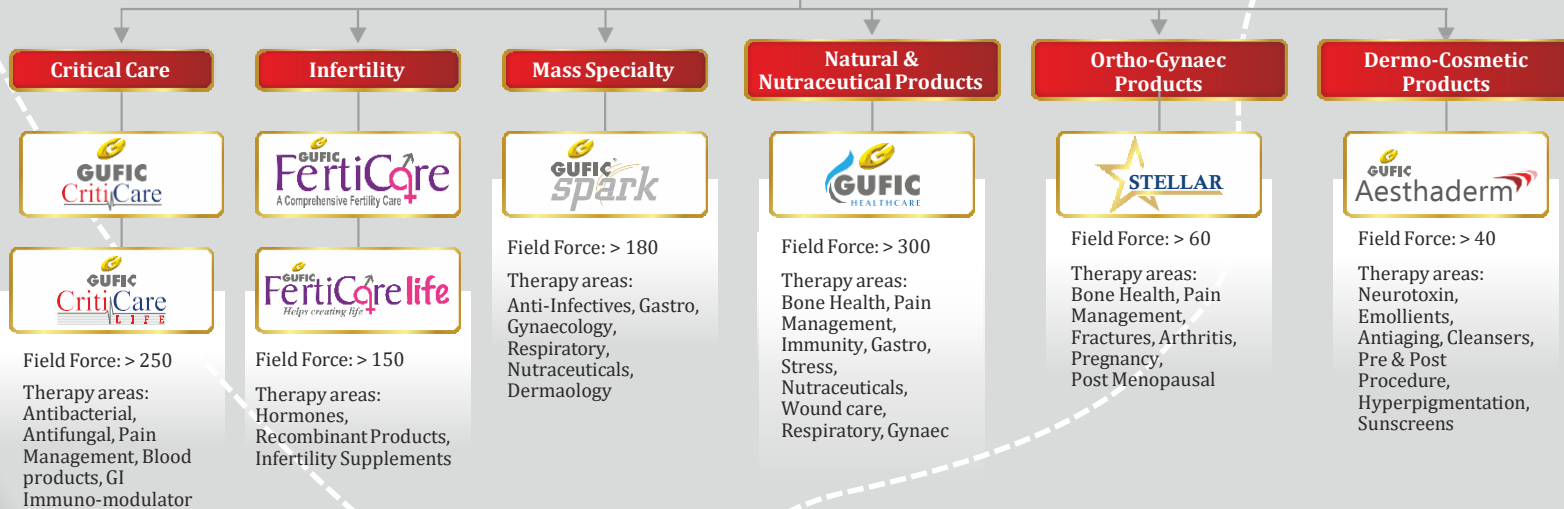 Critical Care
GUFIC
CritiCare
GUFIC
CritiCare
LIFE
Field Force: > 250
Therapy areas:
Antibacterial,
Antifungal, Pain
Management, Blood
products, GI
Immuno-modulator
Infertility
GUFIC
FertiCare
A Comprehensive Fertility Care
GUFIC
FertiCare life
Helps creating life
Field Force: > 150
Therapy areas:
Hormones,
Recombinant Products,
Infertility Supplements
Mass Specialty
GUFIC
spark
Field Force: > 180
Therapy areas:
Anti-Infectives, Gastro,
Gynaecology,
Respiratory,
Nutraceuticals,
Dermaology
Natural &
Nutraceutical Products
GUFIC
HEALTHCARE
Field Force: > 300
Therapy areas:
Bone Health, Pain
Management,
Immunity, Gastro,
Stress,
Nutraceuticals,
Wound care,
Respiratory, Gynaec
Ortho-Gynaec
Products
STELLAR
Field Force: > 60
Therapy areas:
Bone Health, Pain
Management,
Fractures, Arthritis,
Pregnancy,
Post Menopausal
Dermo-Cosmetic
Products
GUFIC
Aesthaderm
Field Force: > 40
Therapy areas:
Neurotoxin,
Emollients,
Antiaging, Cleansers,
Pre & Post
Procedure,
Hyperpigmentation,
Sunscreens